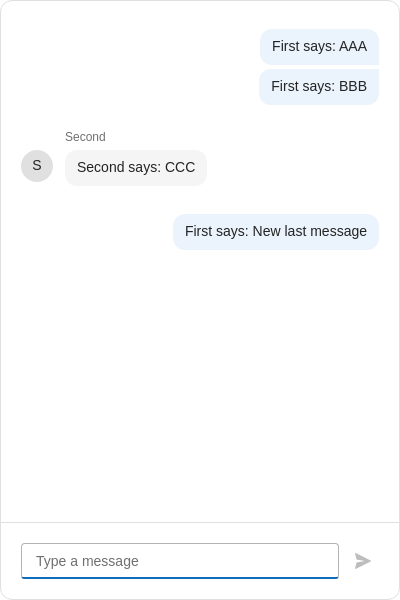 First says: AAA
First says: BBB
Second
S
Second says: CCC
First says: New last message
Type a message